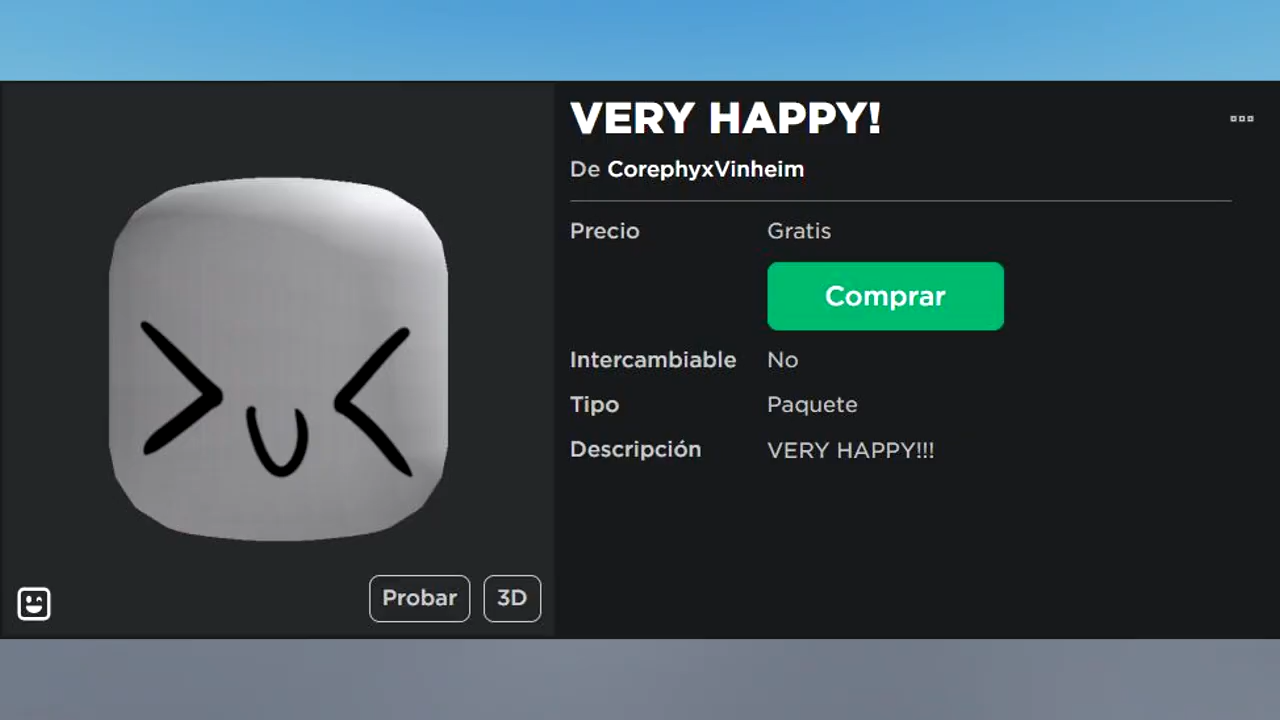 VERY HAPPY!
De CorephyxVinheim
Precio Gratis
Comprar
Intercambiable No
Tipo Paquete
Descripción VERY HAPPY!!!
Probar 3D